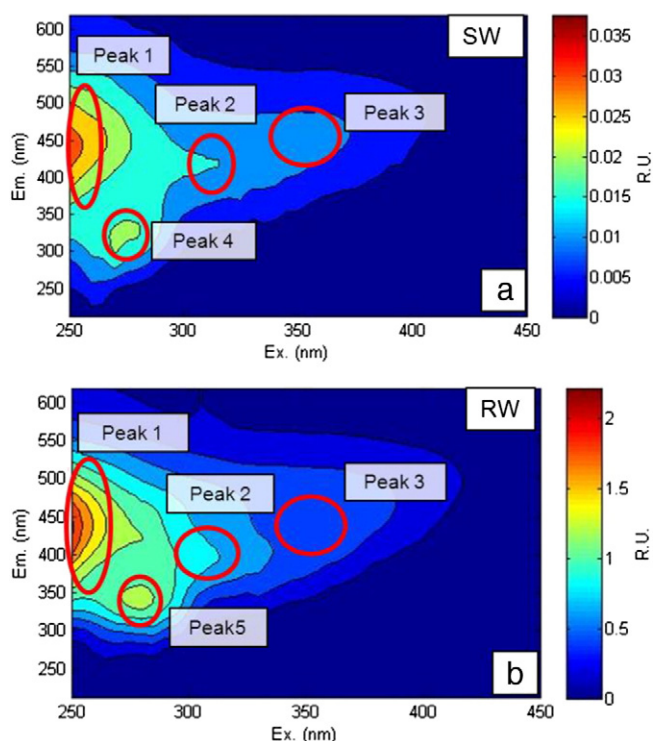 SW
Peak 1
Peak 2
Peak 3
Peak 4
a
600
550
500
450
400
350
300
250
250
300
350
400
450
Em. (nm)
Ex. (nm)
0.035
0.03
0.025
0.02
0.015
0.01
0.005
0
R.U.
RW
Peak 1
Peak 2
Peak 3
Peak5
b
600
550
500
450
400
350
300
250
250
300
350
400
450
Em. (nm)
Ex. (nm)
2
1.5
1
0.5
0
R.U.